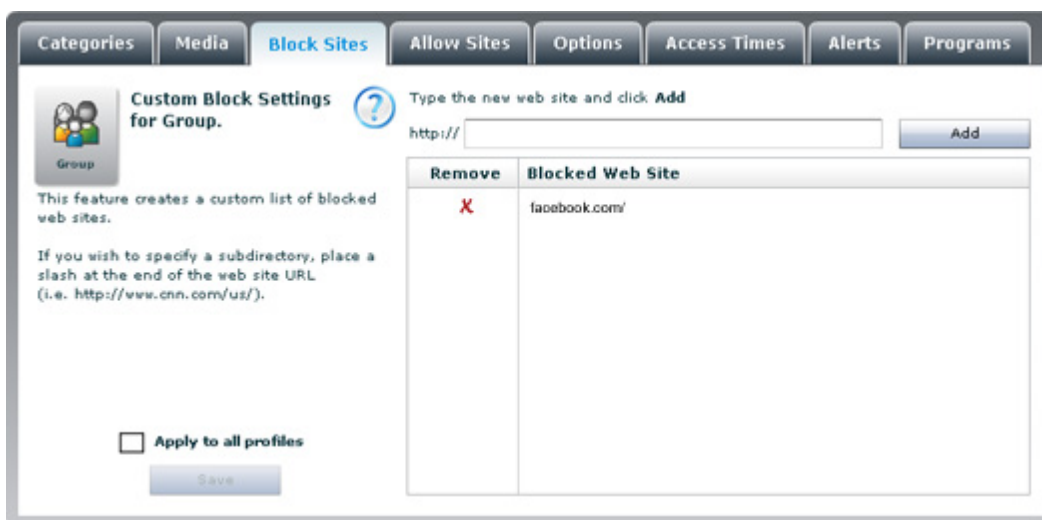 Categories Media Block Sites Allow Sites Options Access Times Alerts Programs
Custom Block Settings
for Group.
?
Group
This feature creates a custom list of blocked
web sites.
If you wish to specify a subdirectory, place a
slash at the end of the web site URL
(i.e. http://www.cnn.com/us/).
Apply to all profiles
Save
Type the new web site and click Add
http://
Add
Remove Blocked Web Site
X facebook.com/